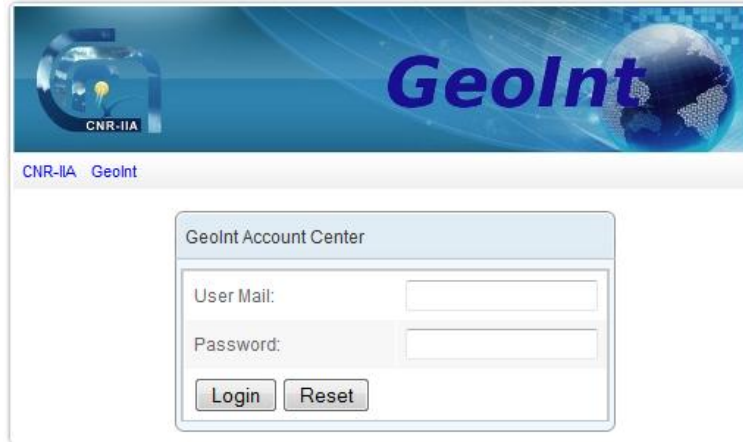 GeoInt
CNR-IIA
CNR-IIA GeoInt
GeoInt Account Center
User Mail:
Password:
Login Reset